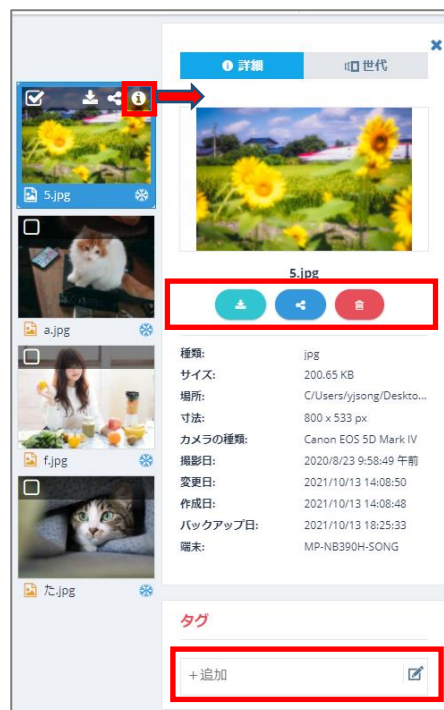 5.jpg
a.jpg
f.jpg
た.jpg
詳細
世代
5.jpg
種類: jpg
サイズ: 200.65 KB
場所: C/Users/yjsong/Deskto...
寸法: 800 x 533 px
カメラの種類: Canon EOS 5D Mark IV
撮影日: 2020/8/23 9:58:49 午前
変更日: 2021/10/13 14:08:50
作成日: 2021/10/13 14:08:48
バックアップ日: 2021/10/13 18:25:33
端末: MP-NB390H-SONG
タグ
+追加